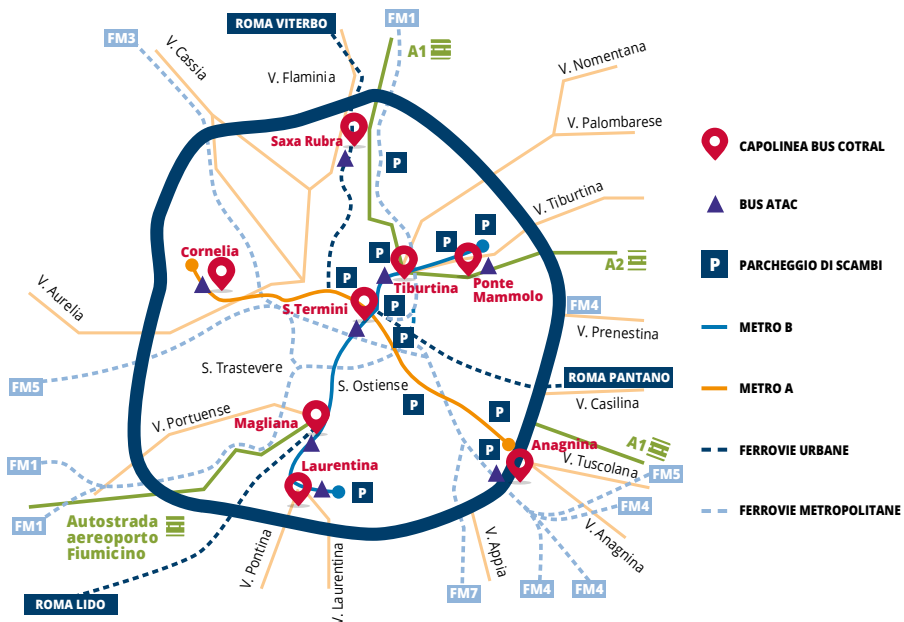 ROMA VITERBO
FM1
FM3
A1
V. Cassia
V. Flaminia
V. Nomentana
V. Palombarese
Saxa Rubra
P
CAPOLINEA BUS COTRAL
V. Tiburtina
BUS ATAC
P
P
P
Cornelia
A2
P
PARCHEGGIO DI SCAMBI
P
Tiburtina
Ponte
Mammolo
V. Aurelia
S.Termini
P
FM4
V. Prenestina
METRO B
P
S. Trastevere
S. Ostiense
ROMA PANTANO
FM5
METRO A
V. Casilina
P
P
V. Portuense
Magliana
Anagnina
A1
P
FERROVIE URBANE
FM1
Laurentina
V. Tuscolana
FM5
P
FM4
FERROVIE METROPOLITANE
FM1
Autostrada
aereoporto
Fiumicino
V. Pontina
V. Laurentina
V. Appia
V. Anagnina
FM7
FM4
FM4
ROMA LIDO